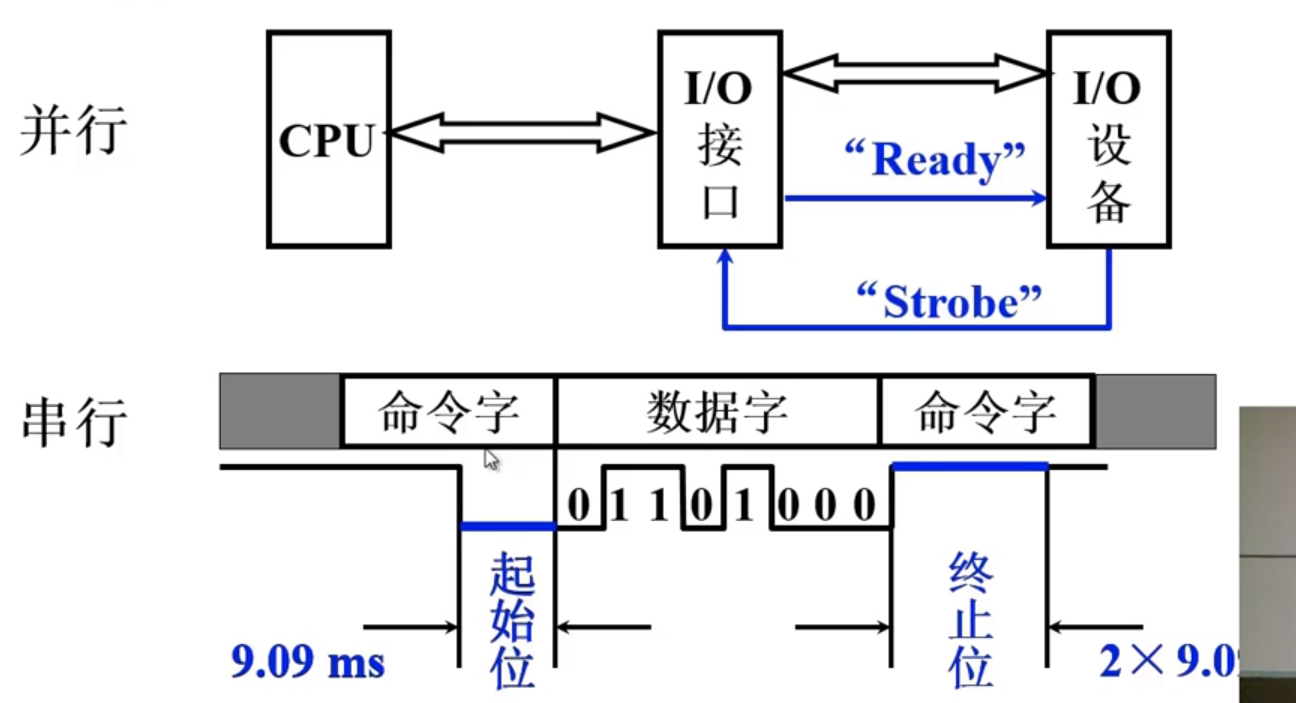 并行
CPU
I/O
接
口
“Ready”
I/O
设
备
“Strobe”
串行
命令字
数据字
命令字
0 1 1 0 1 0 0 0
起
始
位
终
止
位
9.09 ms
2×9.0